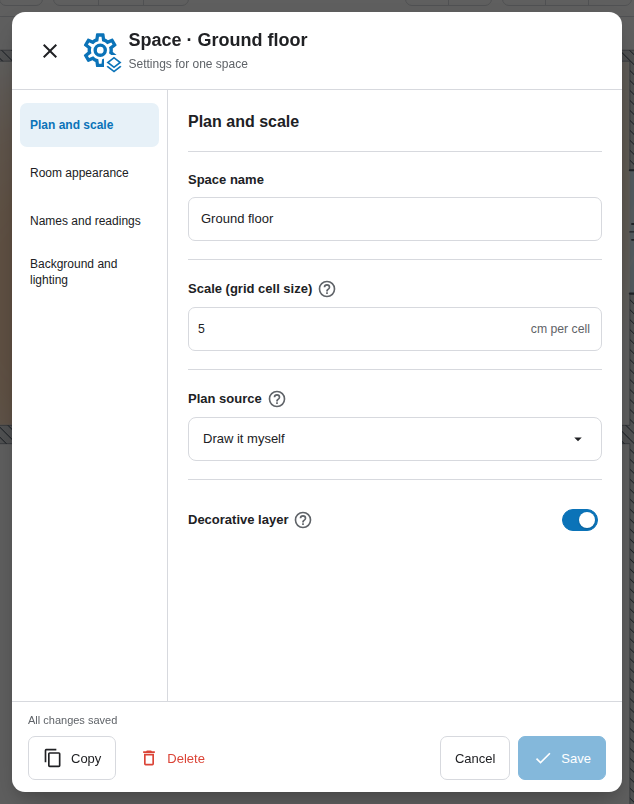 Space · Ground floor
Settings for one space
Plan and scale
Room appearance
Names and readings
Background and
lighting
Plan and scale
Space name
Ground floor
Scale (grid cell size)
5 cm per cell
Plan source
Draw it myself
Decorative layer
All changes saved
Copy Delete Cancel Save